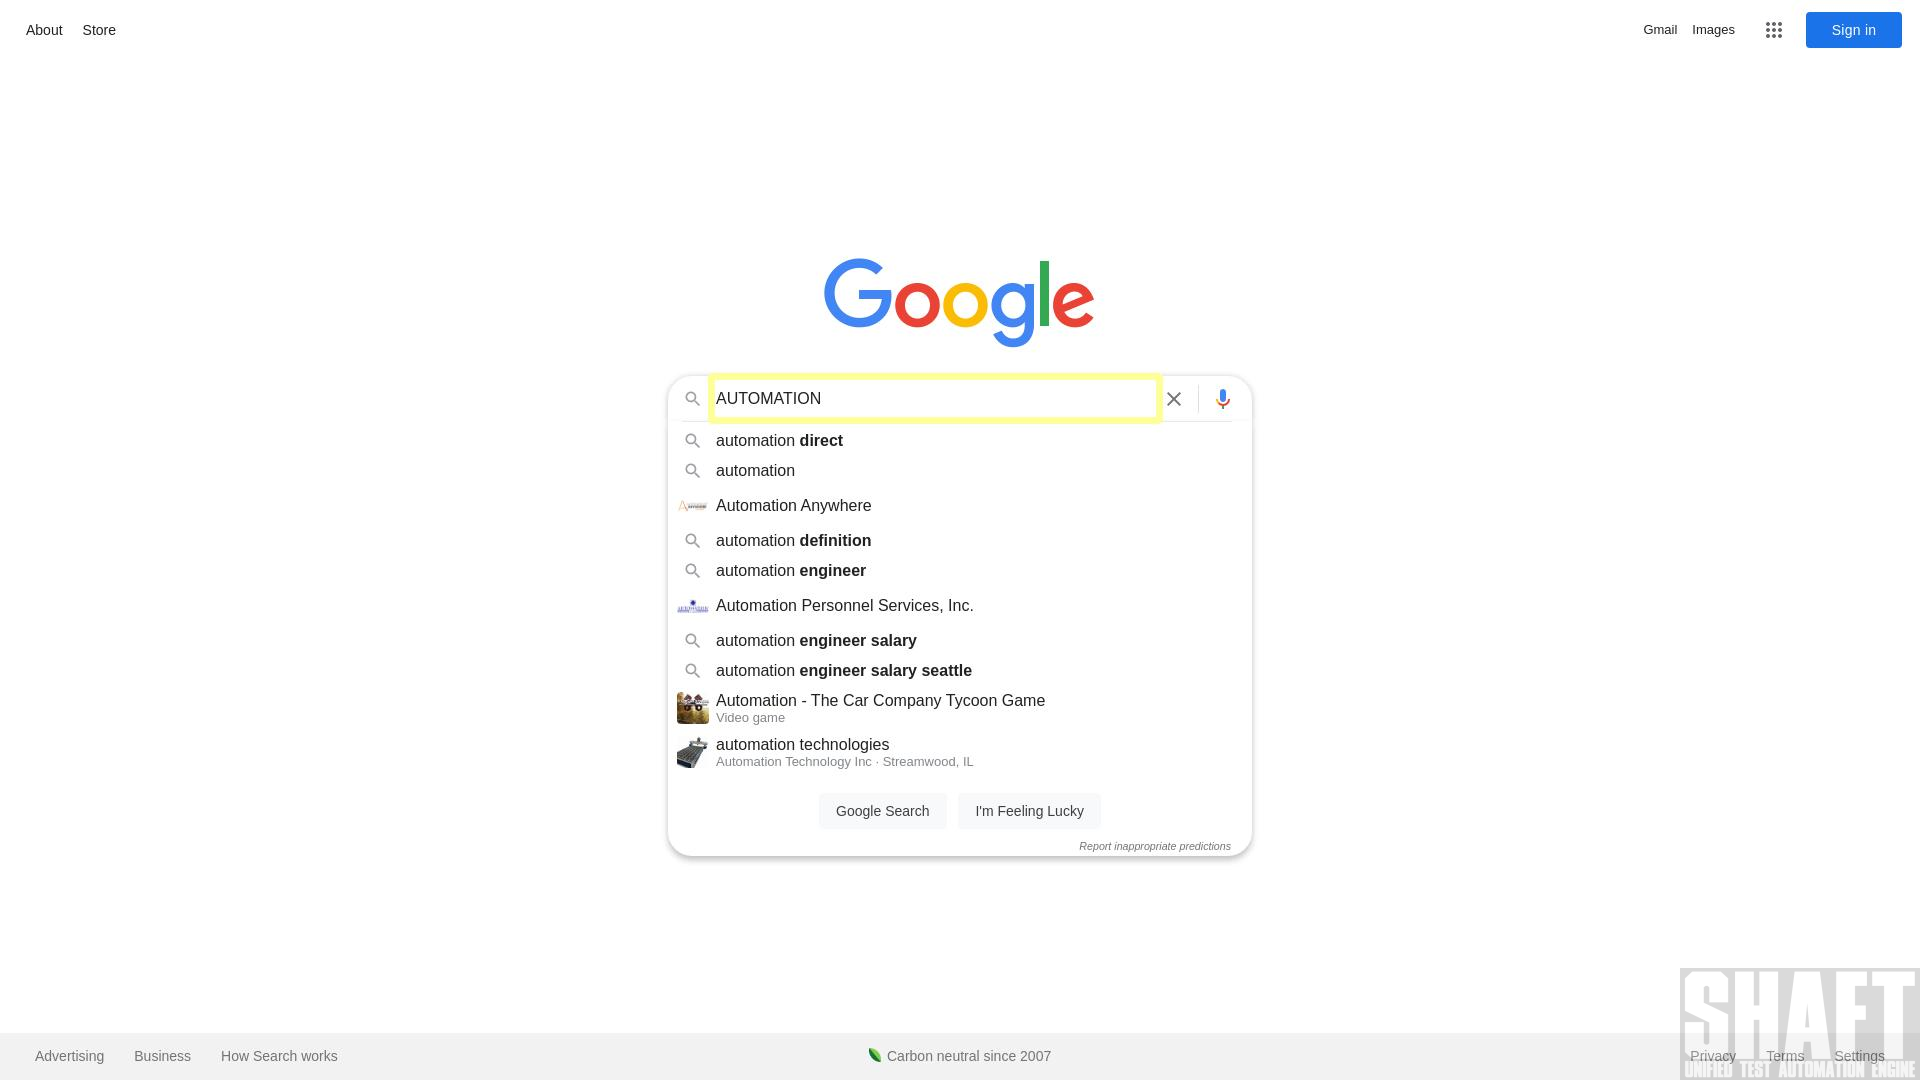 About Store
Gmail Images Sign in
Google
AUTOMATION
automation direct
automation
Automation Anywhere
automation definition
automation engineer
Automation Personnel Services, Inc.
automation engineer salary
automation engineer salary seattle
Automation - The Car Company Tycoon Game
Video game
automation technologies
Automation Technology Inc · Streamwood, IL
Google Search I'm Feeling Lucky
Report inappropriate predictions
Advertising Business How Search works Carbon neutral since 2007 Privacy Terms Settings
SHAFT
UNIFIED TEST AUTOMATION ENGINE